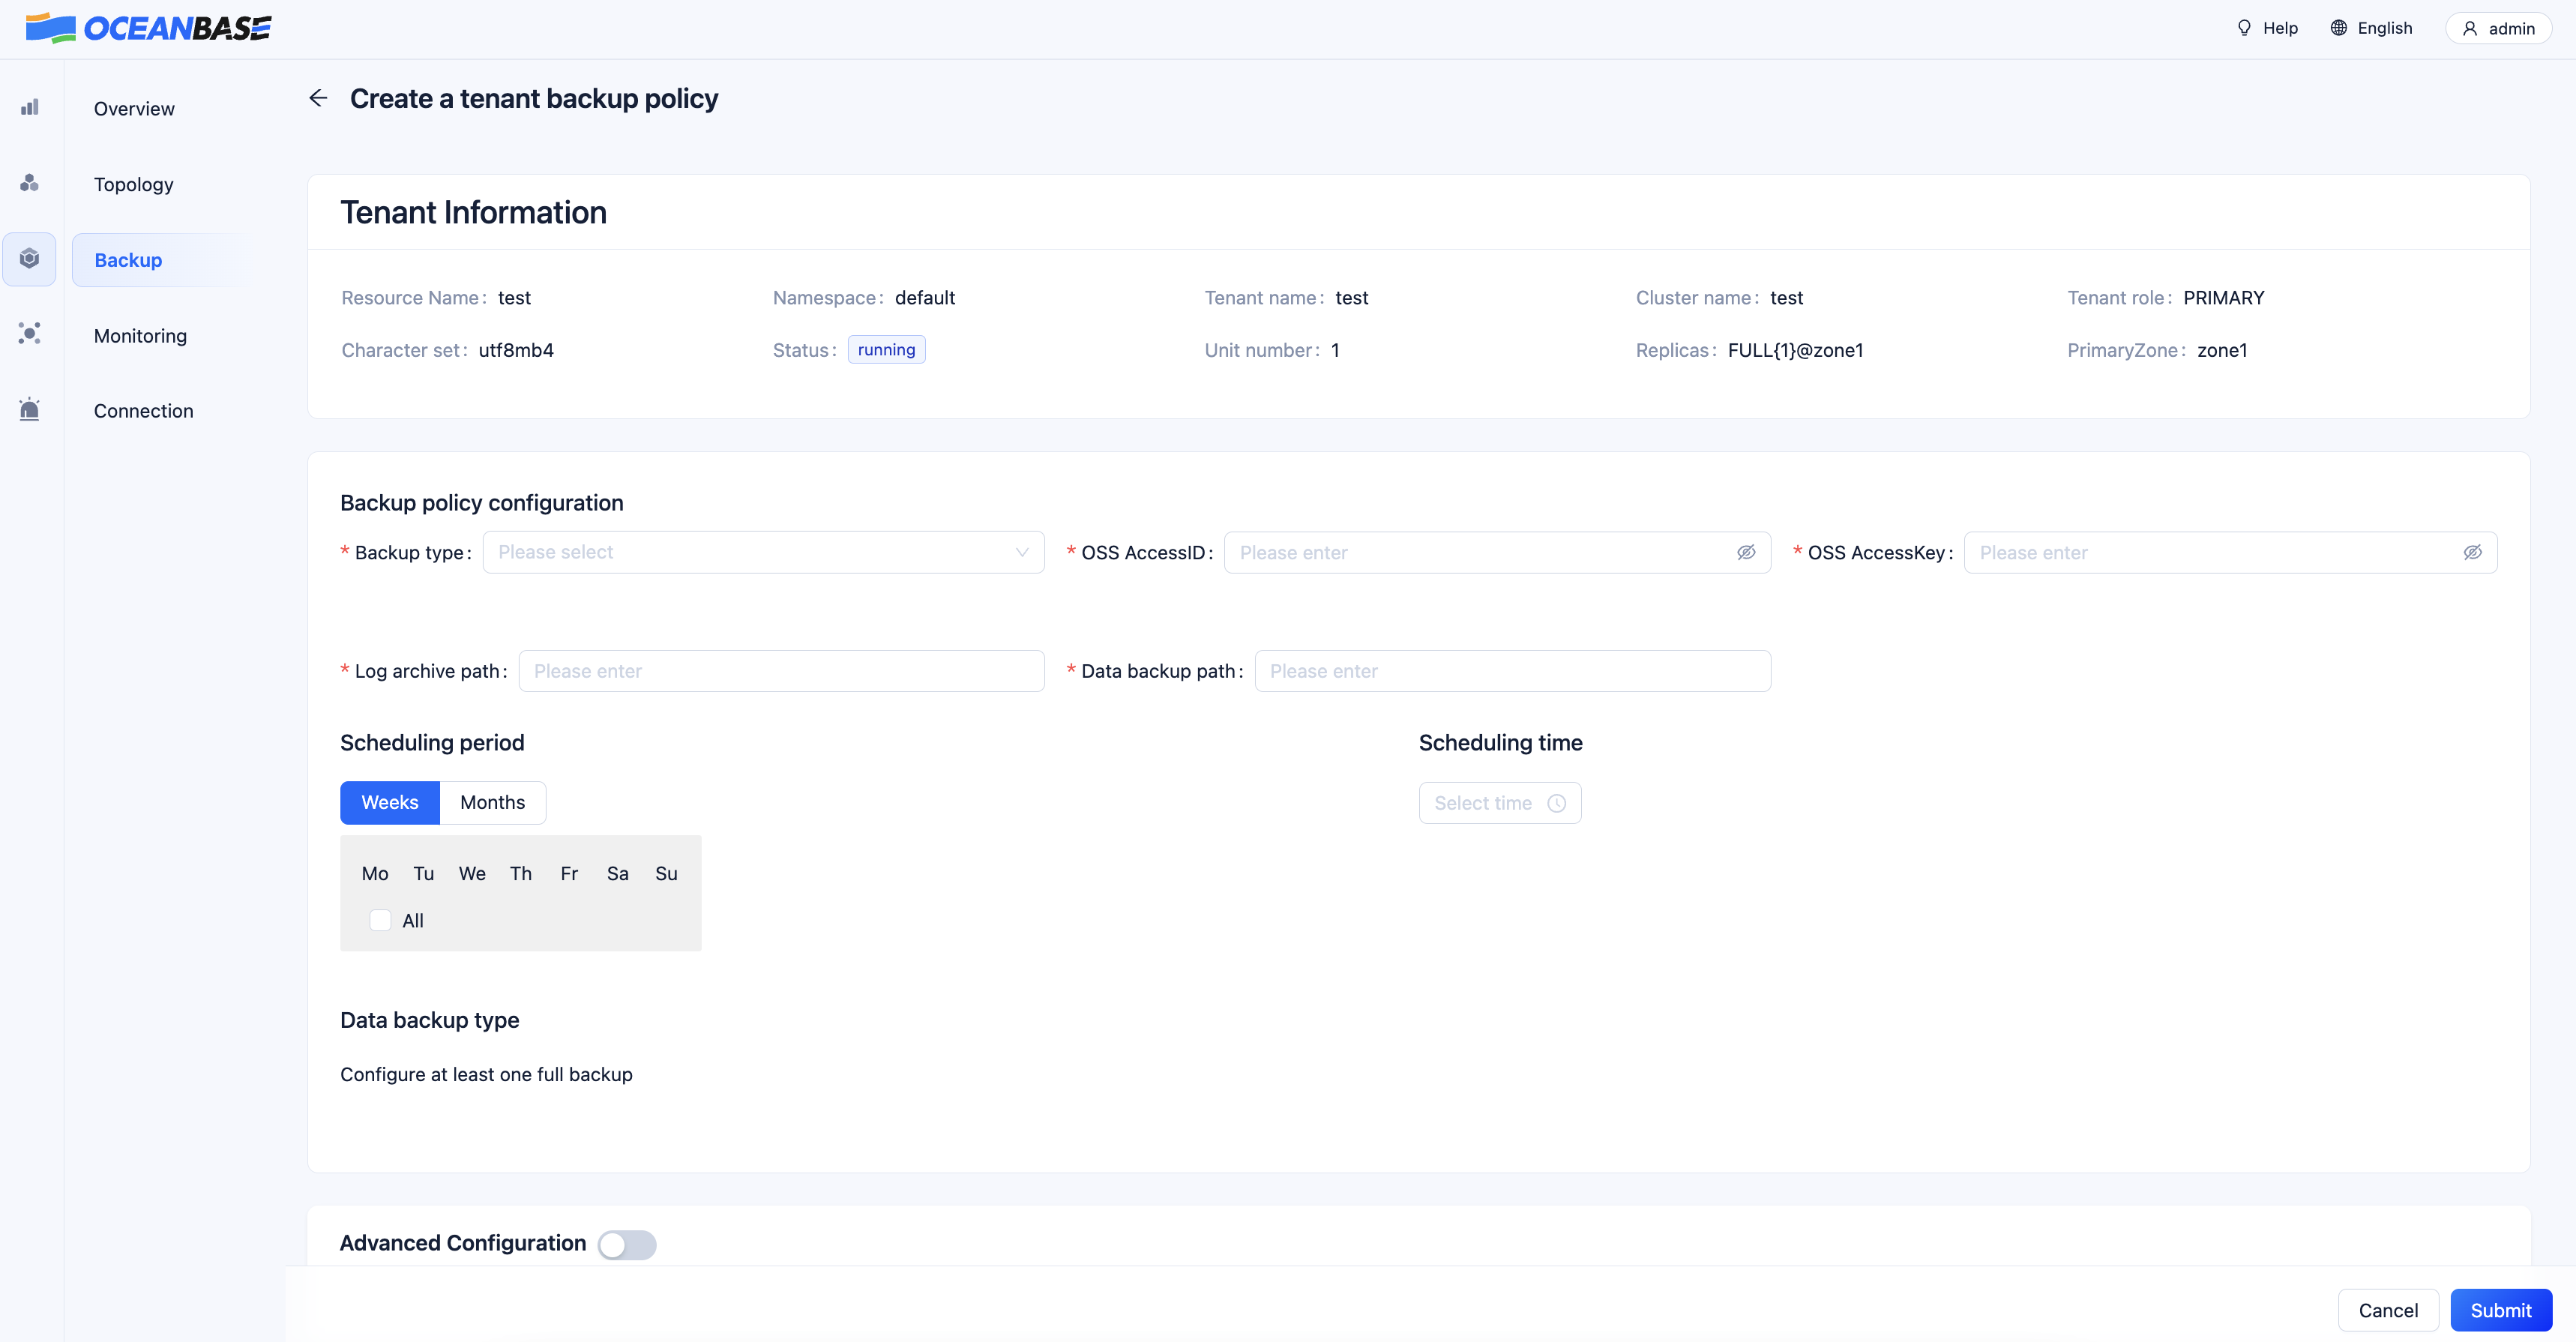 OCEANBASE
Help
English
admin
Overview
Topology
Backup
Monitoring
Connection
Create a tenant backup policy
Tenant Information
Resource Name: test
Namespace: default
Tenant name: test
Cluster name: test
Tenant role: PRIMARY
Character set: utf8mb4
Status: running
Unit number: 1
Replicas: FULL{1}@zone1
PrimaryZone: zone1
Backup policy configuration
* Backup type: Please select
* OSS AccessID: Please enter
* OSS AccessKey: Please enter
* Log archive path: Please enter
* Data backup path: Please enter
Scheduling period
Scheduling time
Weeks Months
Select time
Mo Tu We Th Fr Sa Su
All
Data backup type
Configure at least one full backup
Advanced Configuration
Cancel
Submit